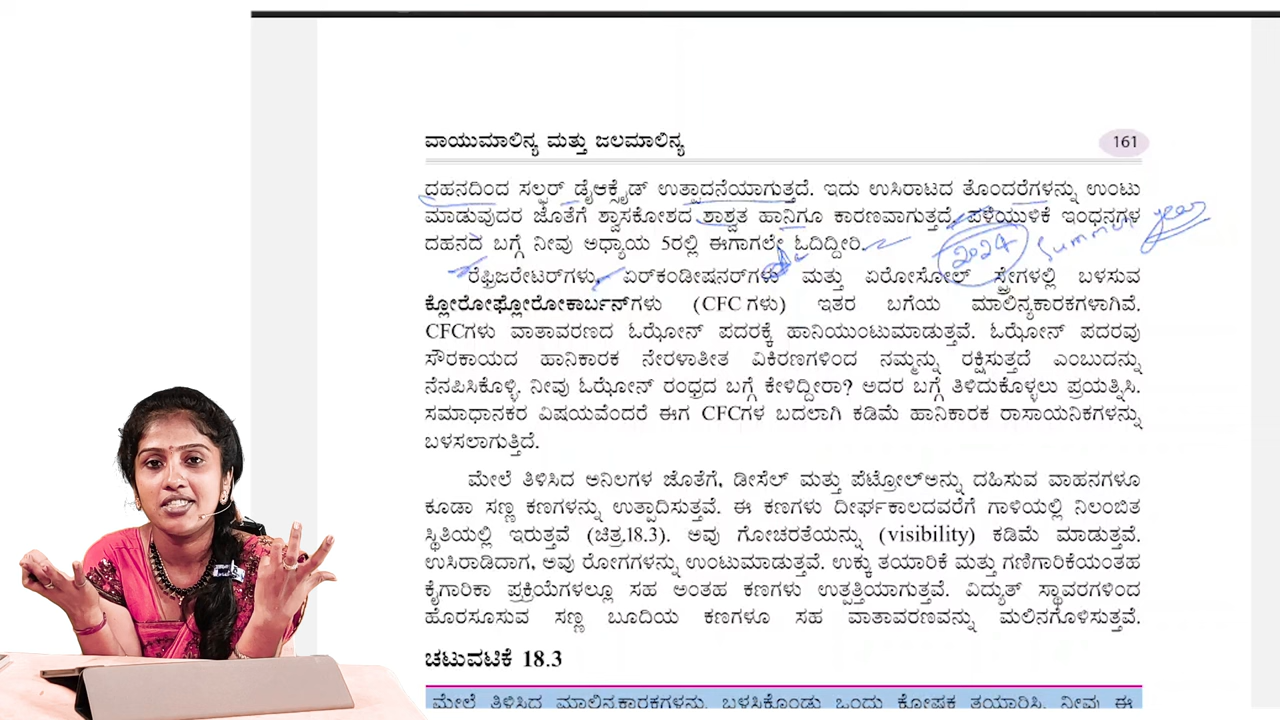 ವಾಯುಮಾಲಿನ್ಯ ಮತ್ತು ಜಲಮಾಲಿನ್ಯ 161
ದಹನದಿಂದ ಸಲ್ಫರ್ ಡೈಆಕ್ಸೈಡ್ ಉತ್ಪಾದನೆಯಾಗುತ್ತದೆ. ಇದು ಉಸಿರಾಟದ ತೊಂದರೆಗಳನ್ನು ಉಂಟು
ಮಾಡುವುದರ ಜೊತೆಗೆ ಶ್ವಾಸಕೋಶದ ಶಾಶ್ವತ ಹಾನಿಗೂ ಕಾರಣವಾಗುತ್ತದೆ. ಪಳೆಯುಳಿಕೆ ಇಂಧನಗಳ
ದಹನದ ಬಗ್ಗೆ ನೀವು ಅಧ್ಯಾಯ 5ರಲ್ಲಿ ಈಗಾಗಲೇ ಓದಿದ್ದೀರಿ.
2024 Summer year
ರೆಫ್ರಿಜರೇಟರ್‌ಗಳು, ಏರ್‌ಕಂಡೀಷನರ್‌ಗಳು ಮತ್ತು ಏರೋಸೋಲ್ ಸ್ಪ್ರೇಗಳಲ್ಲಿ ಬಳಸುವ
ಕ್ಲೋರೋಫ್ಲೋರೋಕಾರ್ಬನ್‌ಗಳು (CFC ಗಳು) ಇತರ ಬಗೆಯ ಮಾಲಿನ್ಯಕಾರಕಗಳಾಗಿವೆ.
CFCಗಳು ವಾತಾವರಣದ ಓಝೋನ್ ಪದರಕ್ಕೆ ಹಾನಿಯುಂಟುಮಾಡುತ್ತವೆ. ಓಝೋನ್ ಪದರವು
ಸೌರಕಾಯದ ಹಾನಿಕಾರಕ ನೇರಳಾತೀತ ವಿಕಿರಣಗಳಿಂದ ನಮ್ಮನ್ನು ರಕ್ಷಿಸುತ್ತದೆ ಎಂಬುದನ್ನು
ನೆನಪಿಸಿಕೊಳ್ಳಿ. ನೀವು ಓಝೋನ್ ರಂಧ್ರದ ಬಗ್ಗೆ ಕೇಳಿದ್ದೀರಾ? ಅದರ ಬಗ್ಗೆ ತಿಳಿದುಕೊಳ್ಳಲು ಪ್ರಯತ್ನಿಸಿ.
ಸಮಾಧಾನಕರ ವಿಷಯವೆಂದರೆ ಈಗ CFCಗಳ ಬದಲಾಗಿ ಕಡಿಮೆ ಹಾನಿಕಾರಕ ರಾಸಾಯನಿಕಗಳನ್ನು
ಬಳಸಲಾಗುತ್ತಿದೆ.
ಮೇಲೆ ತಿಳಿಸಿದ ಅನಿಲಗಳ ಜೊತೆಗೆ, ಡೀಸೆಲ್ ಮತ್ತು ಪೆಟ್ರೋಲ್‌ಅನ್ನು ದಹಿಸುವ ವಾಹನಗಳೂ
ಕೂಡಾ ಸಣ್ಣ ಕಣಗಳನ್ನು ಉತ್ಪಾದಿಸುತ್ತವೆ. ಈ ಕಣಗಳು ದೀರ್ಘಕಾಲದವರೆಗೆ ಗಾಳಿಯಲ್ಲಿ ನಿಲಂಬಿತ
ಸ್ಥಿತಿಯಲ್ಲಿ ಇರುತ್ತವೆ (ಚಿತ್ರ.18.3). ಅವು ಗೋಚರತೆಯನ್ನು (visibility) ಕಡಿಮೆ ಮಾಡುತ್ತವೆ.
ಉಸಿರಾಡಿದಾಗ, ಅವು ರೋಗಗಳನ್ನು ಉಂಟುಮಾಡುತ್ತವೆ. ಉಕ್ಕು ತಯಾರಿಕೆ ಮತ್ತು ಗಣಿಗಾರಿಕೆಯಂತಹ
ಕೈಗಾರಿಕಾ ಪ್ರಕ್ರಿಯೆಗಳಲ್ಲೂ ಸಹ ಅಂತಹ ಕಣಗಳು ಉತ್ಪತ್ತಿಯಾಗುತ್ತವೆ. ವಿದ್ಯುತ್ ಸ್ಥಾವರಗಳಿಂದ
ಹೊರಸೂಸುವ ಸಣ್ಣ ಬೂದಿಯ ಕಣಗಳೂ ಸಹ ವಾತಾವರಣವನ್ನು ಮಲಿನಗೊಳಿಸುತ್ತವೆ.
ಚಟುವಟಿಕೆ 18.3
ಮೇಲೆ ತಿಳಿಸಿದ ಮಾಲಿನ್ಯಕಾರಕಗಳನ್ನು ಬಳಸಿಕೊಂಡು ಒಂದು ಕೋಷ್ಟಕ ತಯಾರಿಸಿ. ನೀವು ಈ